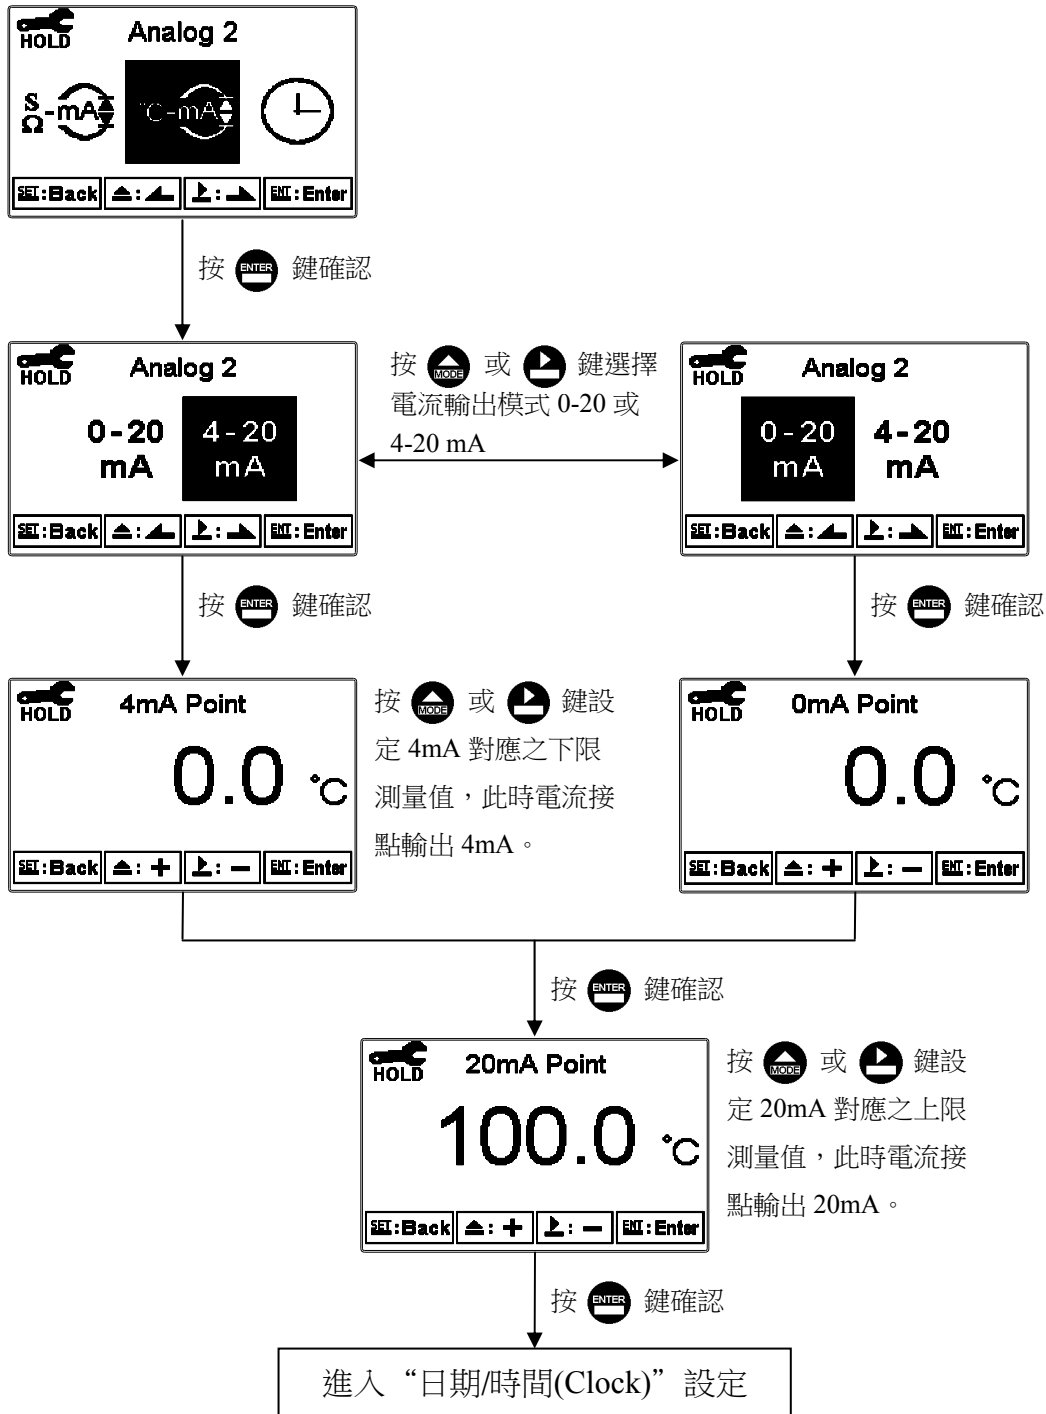 HOLD Analog 2
S
Ω -mA °C-mA
SET:Back ENT:Enter
按 ENTER 鍵確認
HOLD Analog 2
0-20 4-20
mA mA
SET:Back ENT:Enter
按 MODE 或 鍵選擇
電流輸出模式 0-20 或
4-20 mA
HOLD Analog 2
0-20 4-20
mA mA
SET:Back ENT:Enter
按 ENTER 鍵確認
按 ENTER 鍵確認
HOLD 4mA Point
0.0 °C
SET:Back : + : − ENT:Enter
按 MODE 或 鍵設
定 4mA 對應之下限
測量值，此時電流接
點輸出 4mA。
HOLD 0mA Point
0.0 °C
SET:Back : + : − ENT:Enter
按 ENTER 鍵確認
HOLD 20mA Point
100.0 °C
SET:Back : + : − ENT:Enter
按 MODE 或 鍵設
定 20mA 對應之上限
測量值，此時電流接
點輸出 20mA。
按 ENTER 鍵確認
進入“日期/時間(Clock)”設定